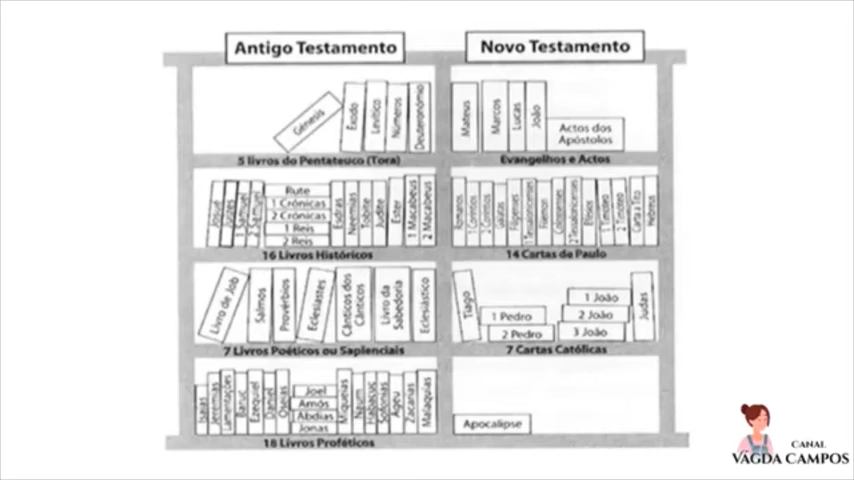 Antigo Testamento
Génesis
Êxodo
Levítico
Números
Deuteronómio
5 livros do Pentateuco (Tora)
Josué
Juízes
1 Samuel
2 Samuel
Rute
1 Crónicas
2 Crónicas
1 Reis
2 Reis
Esdras
Neemias
Tobite
Judite
Ester
1 Macabeus
2 Macabeus
16 Livros Históricos
Livro de Job
Salmos
Provérbios
Eclesiastes
Cânticos dos
Cânticos
Livro da
Sabedoria
Eclesiástico
7 Livros Poéticos ou Sapienciais
Isaías
Jeremias
Lamentações
Baruc
Ezequiel
Daniel
Oseias
Joel
Amós
Abdias
Jonas
Miqueias
Naum
Habacuc
Sofonias
Ageu
Zacarias
Malaquias
18 Livros Proféticos
Novo Testamento
Mateus
Marcos
Lucas
João
Actos dos
Apóstolos
Evangelhos e Actos
Romanos
1 Coríntios
2 Coríntios
Gálatas
Filipenses
1 Tessalonicenses
Filémon
Colossenses
2 Tessalonicenses
Efésios
1 Timóteo
2 Timóteo
Carta a Tito
Hebreus
14 Cartas de Paulo
Tiago
1 Pedro
2 Pedro
1 João
2 João
3 João
Judas
7 Cartas Católicas
Apocalipse
CANAL
VAGDA CAMPOS